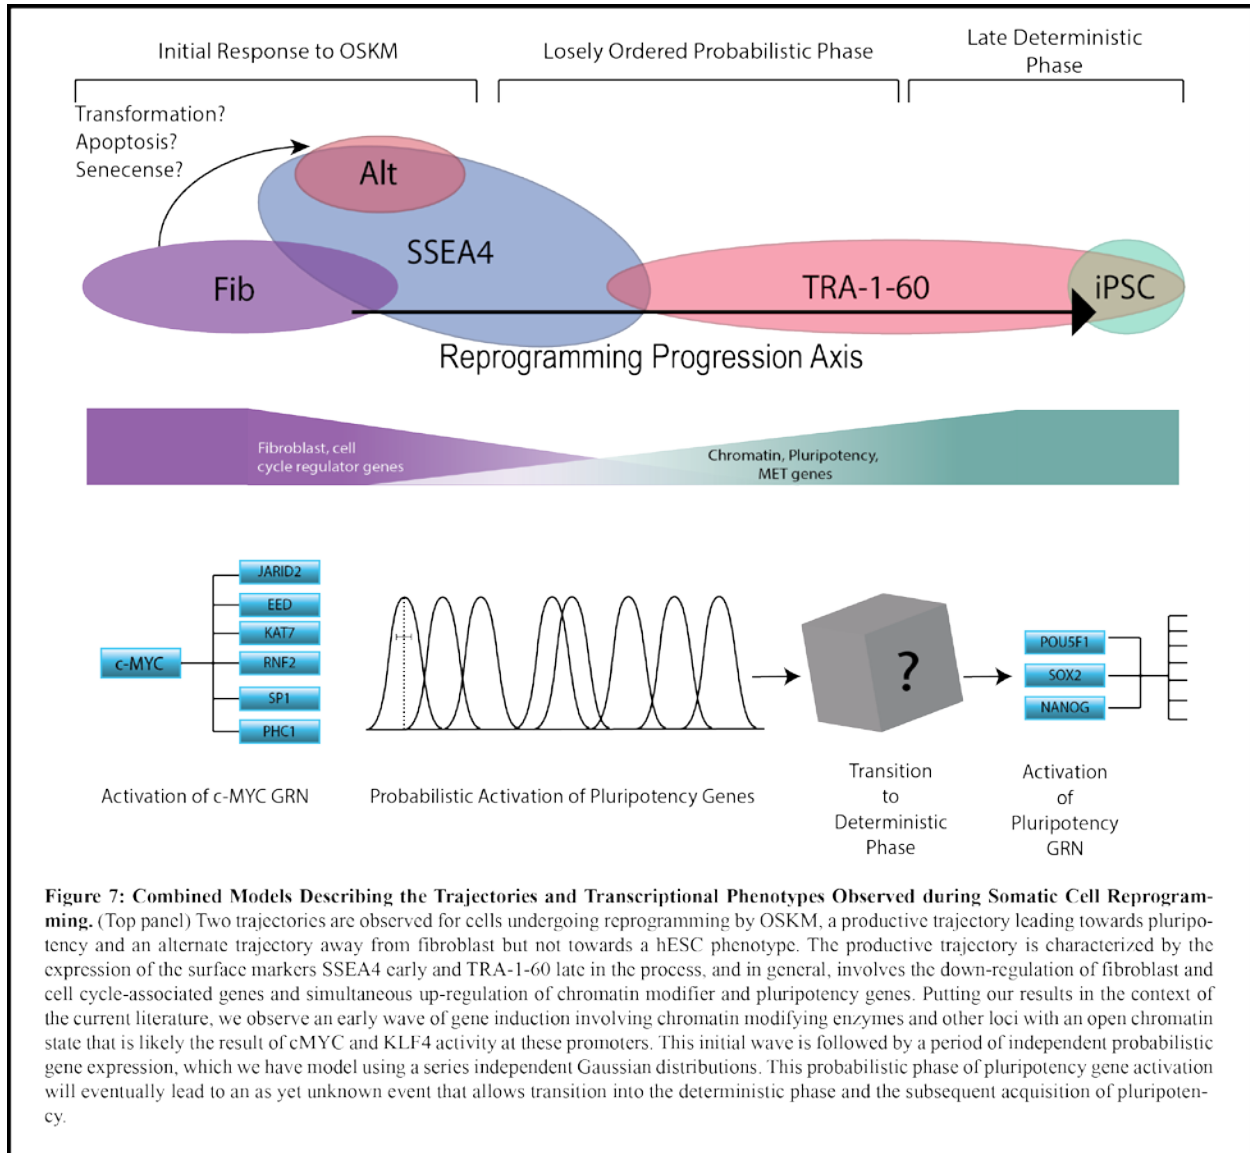 Initial Response to OSKM
Losely Ordered Probabilistic Phase
Late Deterministic
Phase
Transformation?
Apoptosis?
Senecense?
Alt
SSEA4
Fib
TRA-1-60
iPSC
Reprogramming Progression Axis
Fibroblast, cell
cycle regulator genes
Chromatin, Pluripotency,
MET genes
JARID2
EED
KAT7
c-MYC
RNF2
SP1
PHC1
?
POU5F1
SOX2
NANOG
Activation of c-MYC GRN
Probabilistic Activation of Pluripotency Genes
Transition
to
Deterministic
Phase
Activation
of
Pluripotency
GRN
Figure 7: Combined Models Describing the Trajectories and Transcriptional Phenotypes Observed during Somatic Cell Reprogram-
ming. (Top panel) Two trajectories are observed for cells undergoing reprogramming by OSKM, a productive trajectory leading towards pluripo-
tency and an alternate trajectory away from fibroblast but not towards a hESC phenotype. The productive trajectory is characterized by the
expression of the surface markers SSEA4 early and TRA-1-60 late in the process, and in general, involves the down-regulation of fibroblast and
cell cycle-associated genes and simultaneous up-regulation of chromatin modifier and pluripotency genes. Putting our results in the context of
the current literature, we observe an early wave of gene induction involving chromatin modifying enzymes and other loci with an open chromatin
state that is likely the result of cMYC and KLF4 activity at these promoters. This initial wave is followed by a period of independent probabilistic
gene expression, which we have model using a series independent Gaussian distributions. This probabilistic phase of pluripotency gene activation
will eventually lead to an as yet unknown event that allows transition into the deterministic phase and the subsequent acquisition of pluripoten-
cy.